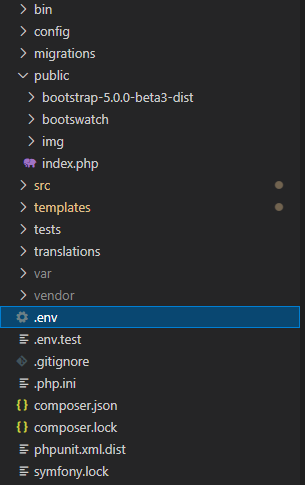 bin
config
migrations
public
bootstrap-5.0.0-beta3-dist
bootswatch
img
index.php
src
templates
tests
translations
var
vendor
.env
.env.test
.gitignore
.php.ini
composer.json
composer.lock
phpunit.xml.dist
symfony.lock